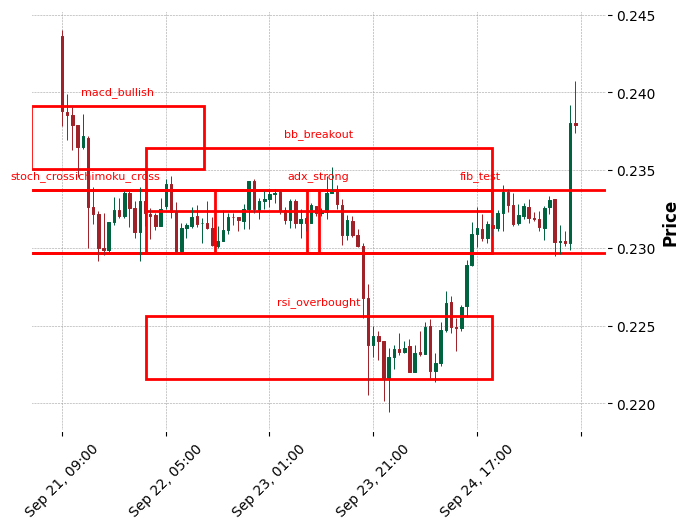 0.245
macd_bullish
0.240
bb_breakout
0.235
adx_strong
fib_test
0.230
Price
rsi_overbought
0.225
0.220
Sep 21, 09:00
Sep 22, 05:00
Sep 23, 01:00
Sep 23, 21:00
Sep 24, 17:00